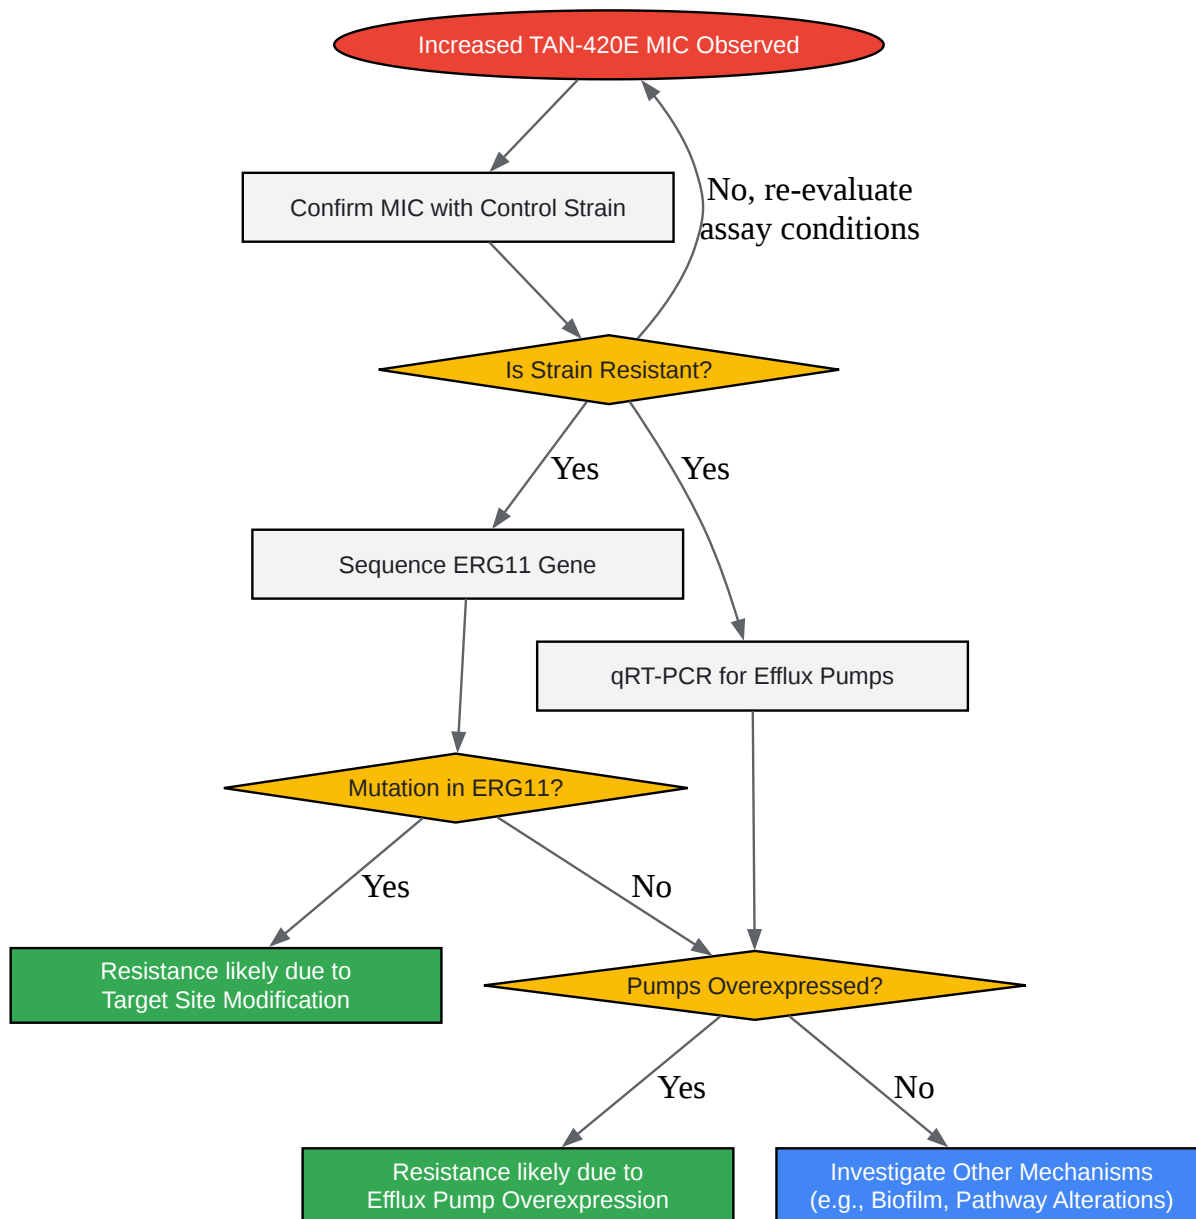 Increased TAN-420E MIC Observed
Confirm MIC with Control Strain
No, re-evaluate
assay conditions
Is Strain Resistant?
Yes
Yes
Sequence ERG11 Gene
qRT-PCR for Efflux Pumps
Mutation in ERG11?
Yes
No
Resistance likely due to
Target Site Modification
Pumps Overexpressed?
Yes
No
Resistance likely due to
Efflux Pump Overexpression
Investigate Other Mechanisms
(e.g., Biofilm, Pathway Alterations)